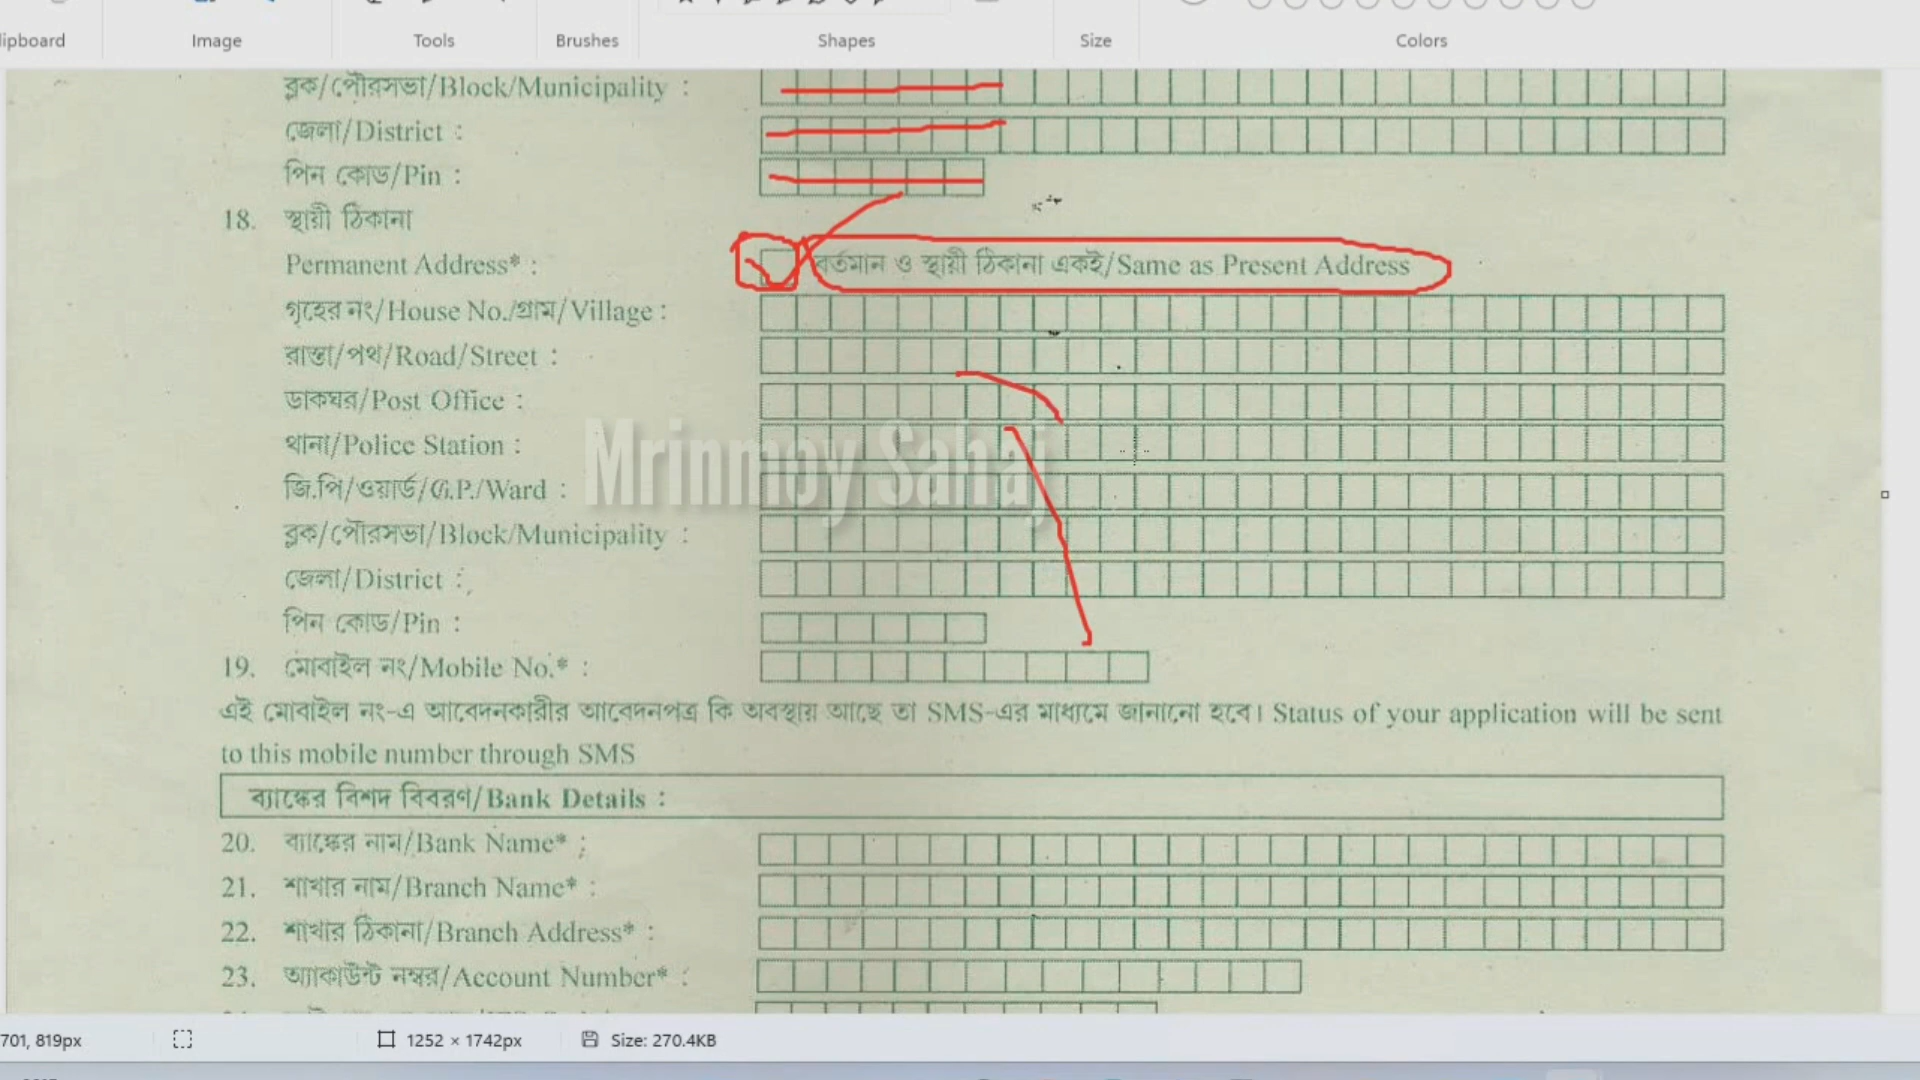 lipboard Image Tools Brushes Shapes Size Colors
ব্লক/পৌরসভা/Block/Municipality :
জেলা/District :
পিন কোড/Pin :
18. স্থায়ী ঠিকানা
Permanent Address* : বর্তমান ও স্থায়ী ঠিকানা একই/Same as Present Address
গৃহের নং/House No./গ্রাম/Village :
রাস্তা/পথ/Road/Street :
ডাকঘর/Post Office :
থানা/Police Station :
Mrinmoy Sahaj
জি.পি/ওয়ার্ড/G.P./Ward :
ব্লক/পৌরসভা/Block/Municipality :
জেলা/District :
পিন কোড/Pin :
19. মোবাইল নং/Mobile No.* :
এই মোবাইল নং-এ আবেদনকারীর আবেদনপত্র কি অবস্থায় আছে তা SMS-এর মাধ্যমে জানানো হবে। Status of your application will be sent
to this mobile number through SMS
ব্যাঙ্কের বিশদ বিবরণ/Bank Details :
20. ব্যাঙ্কের নাম/Bank Name* :
21. শাখার নাম/Branch Name* :
22. শাখার ঠিকানা/Branch Address* :
23. অ্যাকাউন্ট নম্বর/Account Number* :
701, 819px 1252 × 1742px Size: 270.4KB